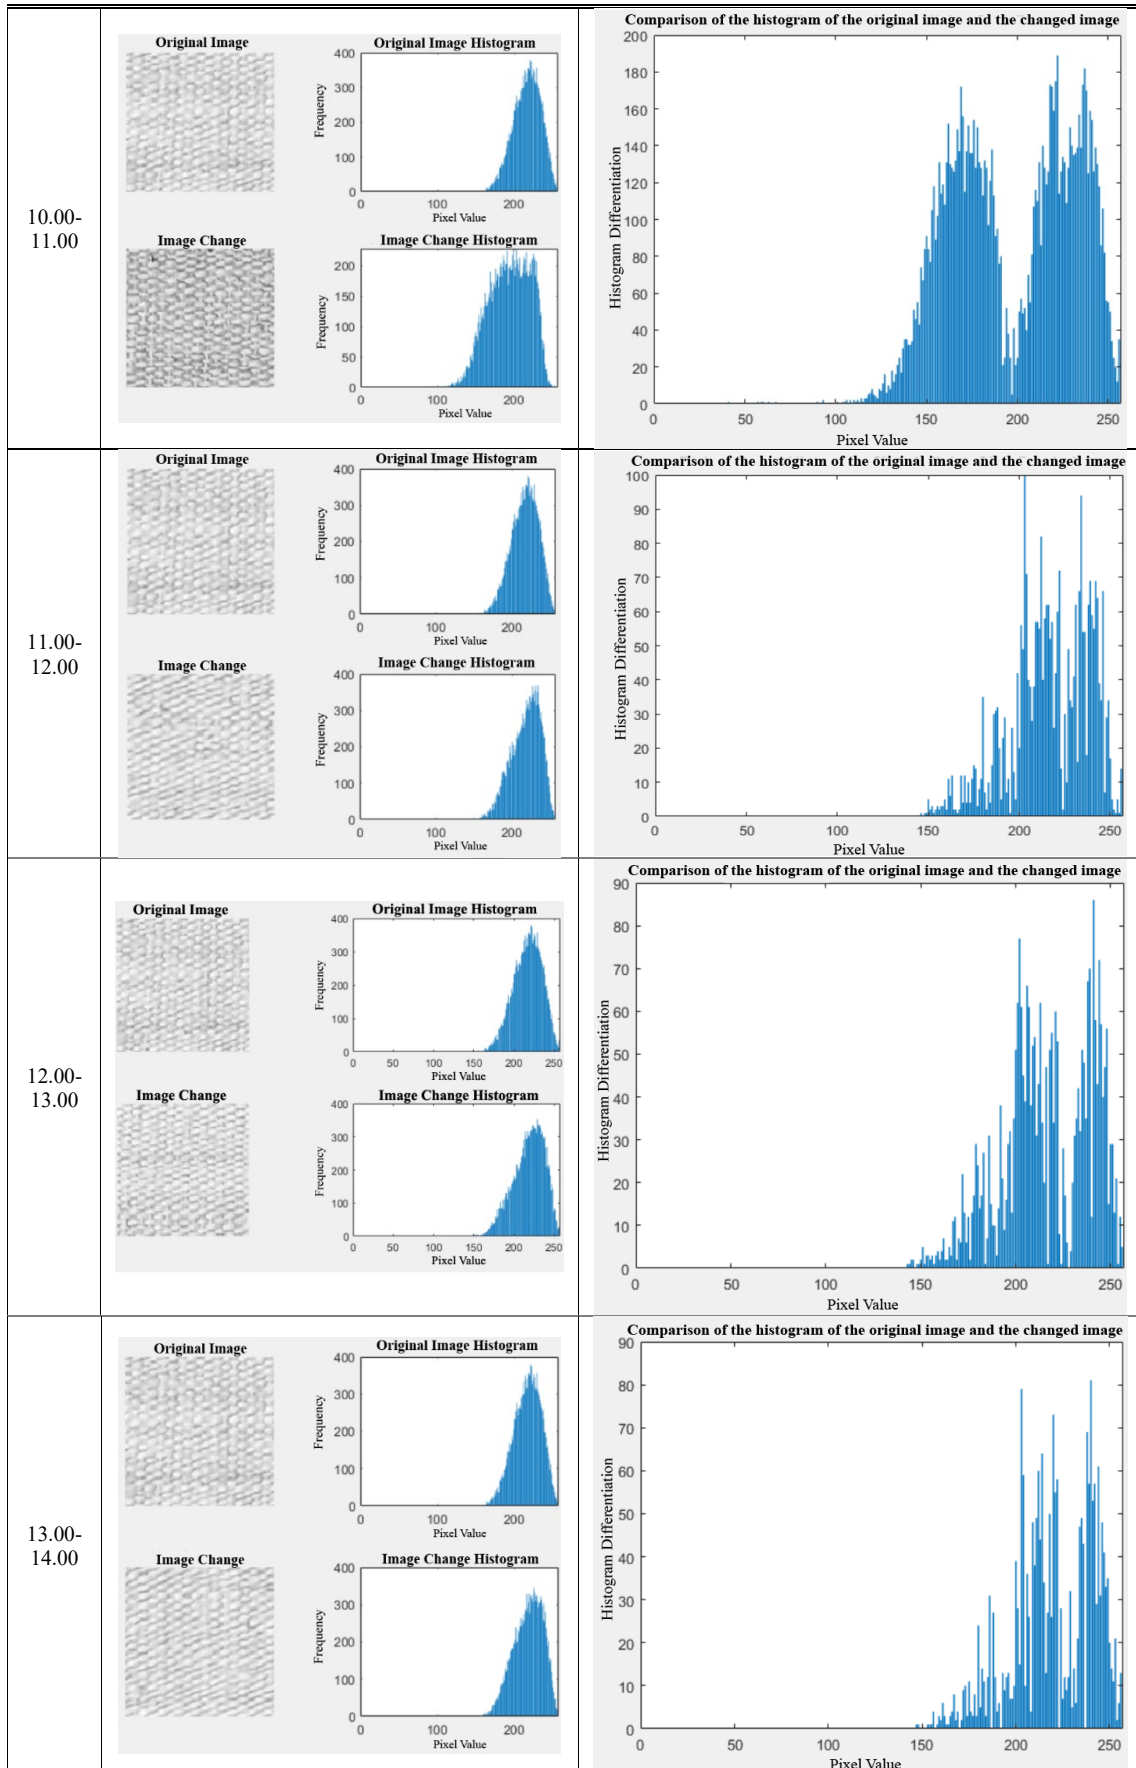 10.00-
11.00
Original Image
Original Image Histogram
400
300
200
100
0
Frequency
0 100 200
Pixel Value
Image Change
Image Change Histogram
200
150
100
50
0
Frequency
0 100 200
Pixel Value
Comparison of the histogram of the original image and the changed image
200
180
160
140
120
100
80
60
40
20
0
Histogram Differentiation
0 50 100 150 200 250
Pixel Value
11.00-
12.00
Original Image
Original Image Histogram
400
300
200
100
0
Frequency
0 100 200
Pixel Value
Image Change
Image Change Histogram
400
300
200
100
0
Frequency
0 100 200
Pixel Value
Comparison of the histogram of the original image and the changed image
100
90
80
70
60
50
40
30
20
10
0
Histogram Differentiation
0 50 100 150 200 250
Pixel Value
12.00-
13.00
Original Image
Original Image Histogram
400
300
200
100
0
Frequency
0 50 100 150 200 250
Pixel Value
Image Change
Image Change Histogram
400
300
200
100
0
Frequency
0 50 100 150 200 250
Pixel Value
Comparison of the histogram of the original image and the changed image
90
80
70
60
50
40
30
20
10
0
Histogram Differentiation
0 50 100 150 200 250
Pixel Value
13.00-
14.00
Original Image
Original Image Histogram
400
300
200
100
0
Frequency
0 100 200
Pixel Value
Image Change
Image Change Histogram
400
300
200
100
0
Frequency
0 100 200
Pixel Value
Comparison of the histogram of the original image and the changed image
90
80
70
60
50
40
30
20
10
0
Histogram Differentiation
0 50 100 150 200 250
Pixel Value